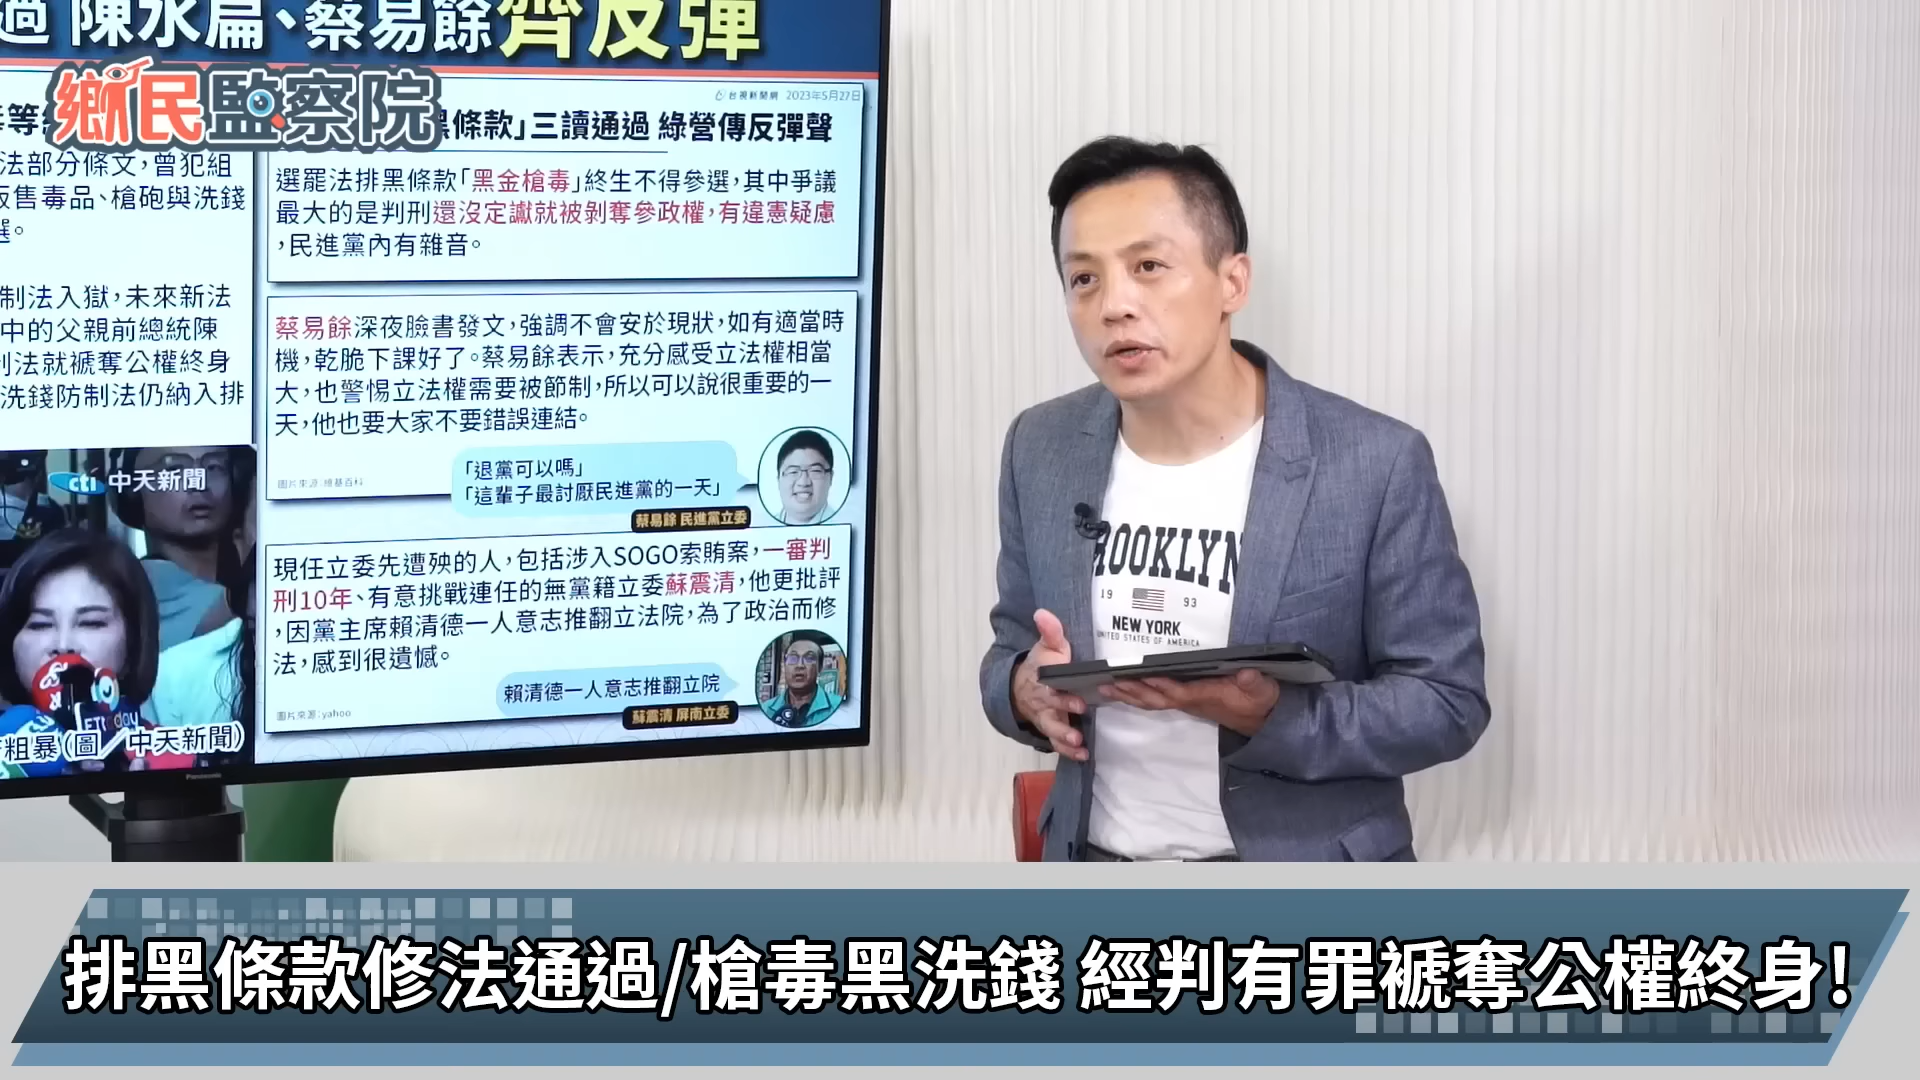 過 陳水扁、蔡易餘齊反彈
鄉民監察院
台視新聞網 2023年5月27日
黑條款」三讀通過 綠營傳反彈聲
法部分條文，曾犯組
販售毒品、槍砲與洗錢
選。
制法入獄，未來新法
中的父親前總統陳
制法就褫奪公權終身
洗錢防制法仍納入排
選罷法排黑條款「黑金槍毒」終生不得參選，其中爭議
最大的是判刑還沒定讞就被剝奪參政權，有違憲疑慮
，民進黨內有雜音。
蔡易餘深夜臉書發文，強調不會安於現狀，如有適當時
機，乾脆下課好了。蔡易餘表示，充分感受立法權相當
大，也警惕立法權需要被節制，所以可以說很重要的一
天，他也要大家不要錯誤連結。
「退黨可以嗎」
「這輩子最討厭民進黨的一天」
圖片來源：維基百科
蔡易餘 民進黨立委
現任立委先遭殃的人，包括涉入SOGO索賄案，一審判
刑10年、有意挑戰連任的無黨籍立委蘇震清，他更批評
，因黨主席賴清德一人意志推翻立法院，為了政治而修
法，感到很遺憾。
賴清德一人意志推翻立院
圖片來源：yahoo
蘇震清 屏南立委
cti 中天新聞
ETtoday
粗暴（圖／中天新聞）
Panasonic
BROOKLYN
19 93
NEW YORK
UNITED STATES OF AMERICA
排黑條款修法通過/槍毒黑洗錢 經判有罪褫奪公權終身!